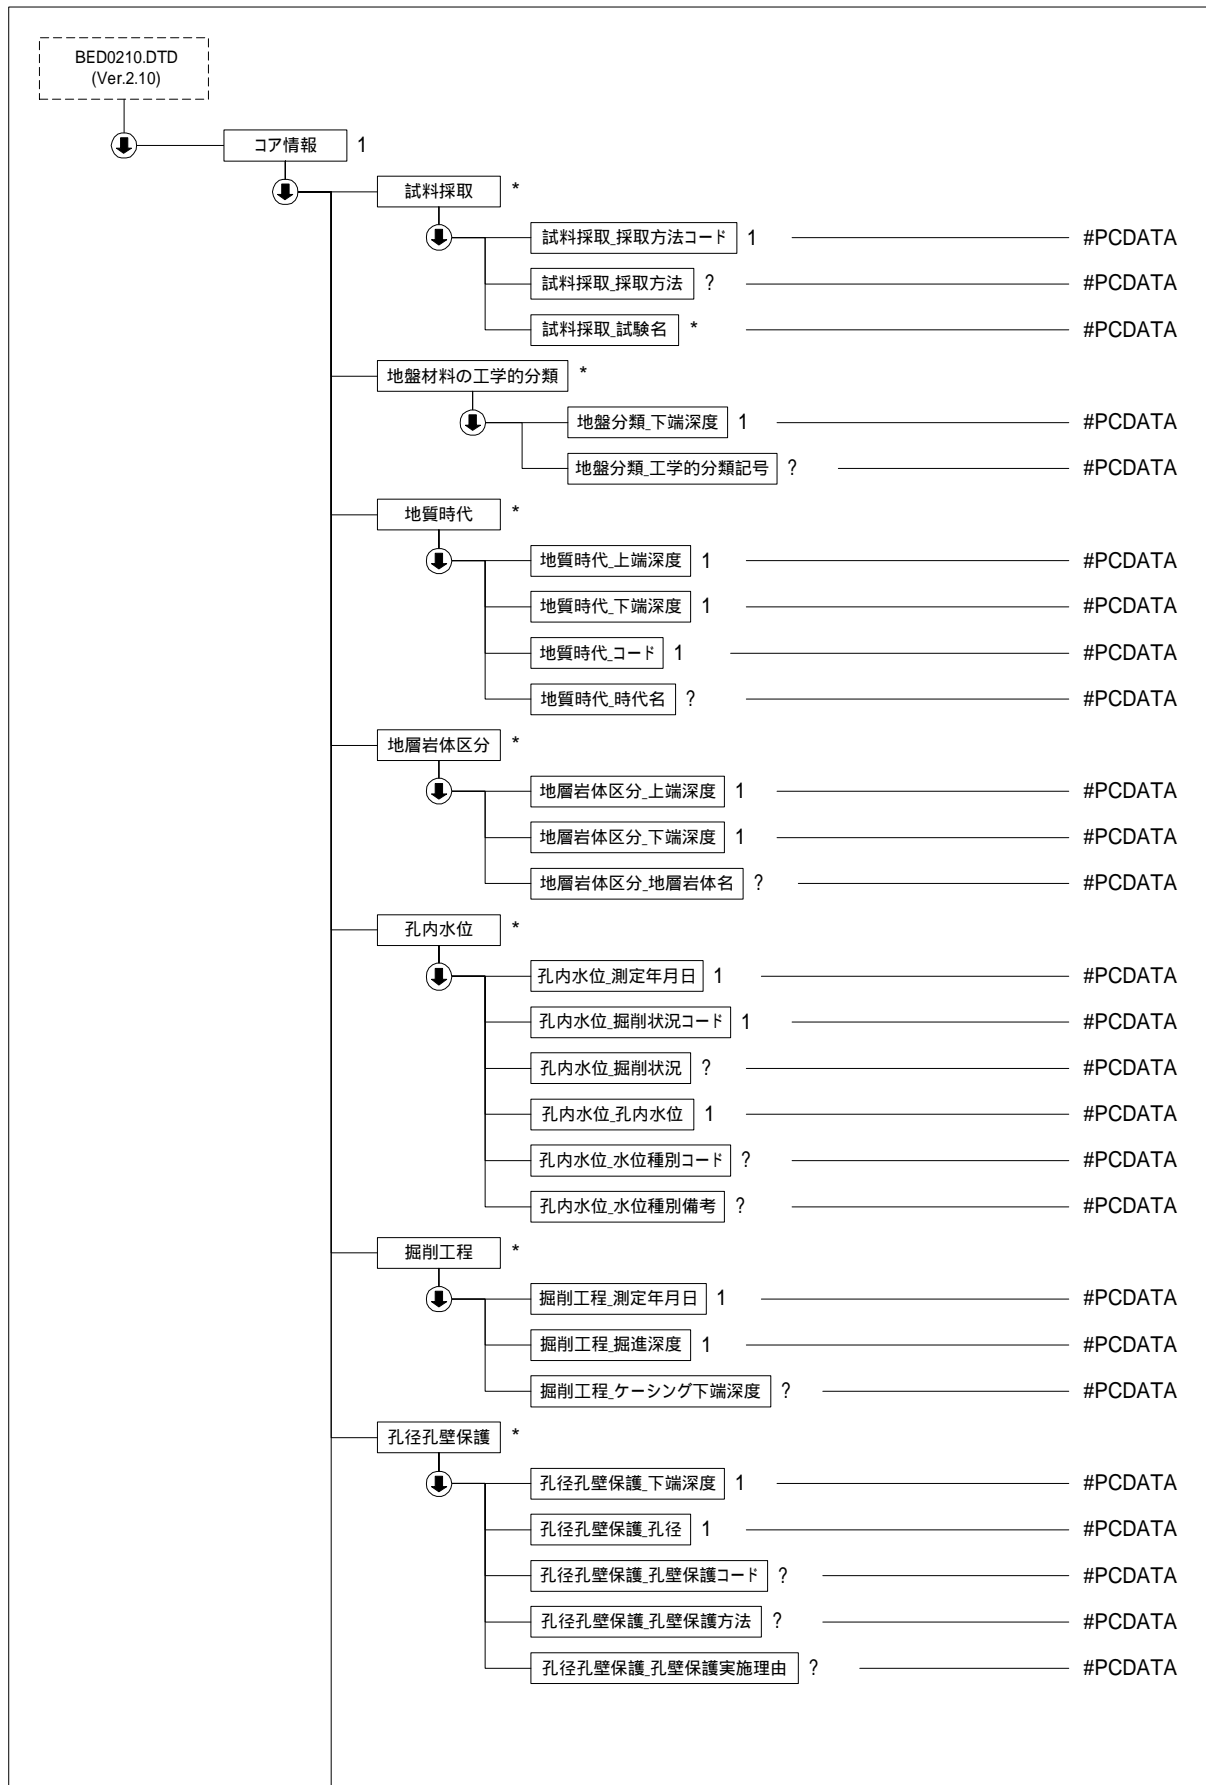 BED0210.DTD
(Ver.2.10)
コア情報 1
試料採取 *
試料採取_採取方法コード 1 #PCDATA
試料採取_採取方法 ? #PCDATA
試料採取_試験名 * #PCDATA
地盤材料の工学的分類 *
地盤分類_下端深度 1 #PCDATA
地盤分類_工学的分類記号 ? #PCDATA
地質時代 *
地質時代_上端深度 1 #PCDATA
地質時代_下端深度 1 #PCDATA
地質時代_コード 1 #PCDATA
地質時代_時代名 ? #PCDATA
地層岩体区分 *
地層岩体区分_上端深度 1 #PCDATA
地層岩体区分_下端深度 1 #PCDATA
地層岩体区分_地層岩体名 ? #PCDATA
孔内水位 *
孔内水位_測定年月日 1 #PCDATA
孔内水位_掘削状況コード 1 #PCDATA
孔内水位_掘削状況 ? #PCDATA
孔内水位_孔内水位 1 #PCDATA
孔内水位_水位種別コード ? #PCDATA
孔内水位_水位種別備考 ? #PCDATA
掘削工程 *
掘削工程_測定年月日 1 #PCDATA
掘削工程_掘進深度 1 #PCDATA
掘削工程_ケーシング下端深度 ? #PCDATA
孔径孔壁保護 *
孔径孔壁保護_下端深度 1 #PCDATA
孔径孔壁保護_孔径 1 #PCDATA
孔径孔壁保護_孔壁保護コード ? #PCDATA
孔径孔壁保護_孔壁保護方法 ? #PCDATA
孔径孔壁保護_孔壁保護実施理由 ? #PCDATA